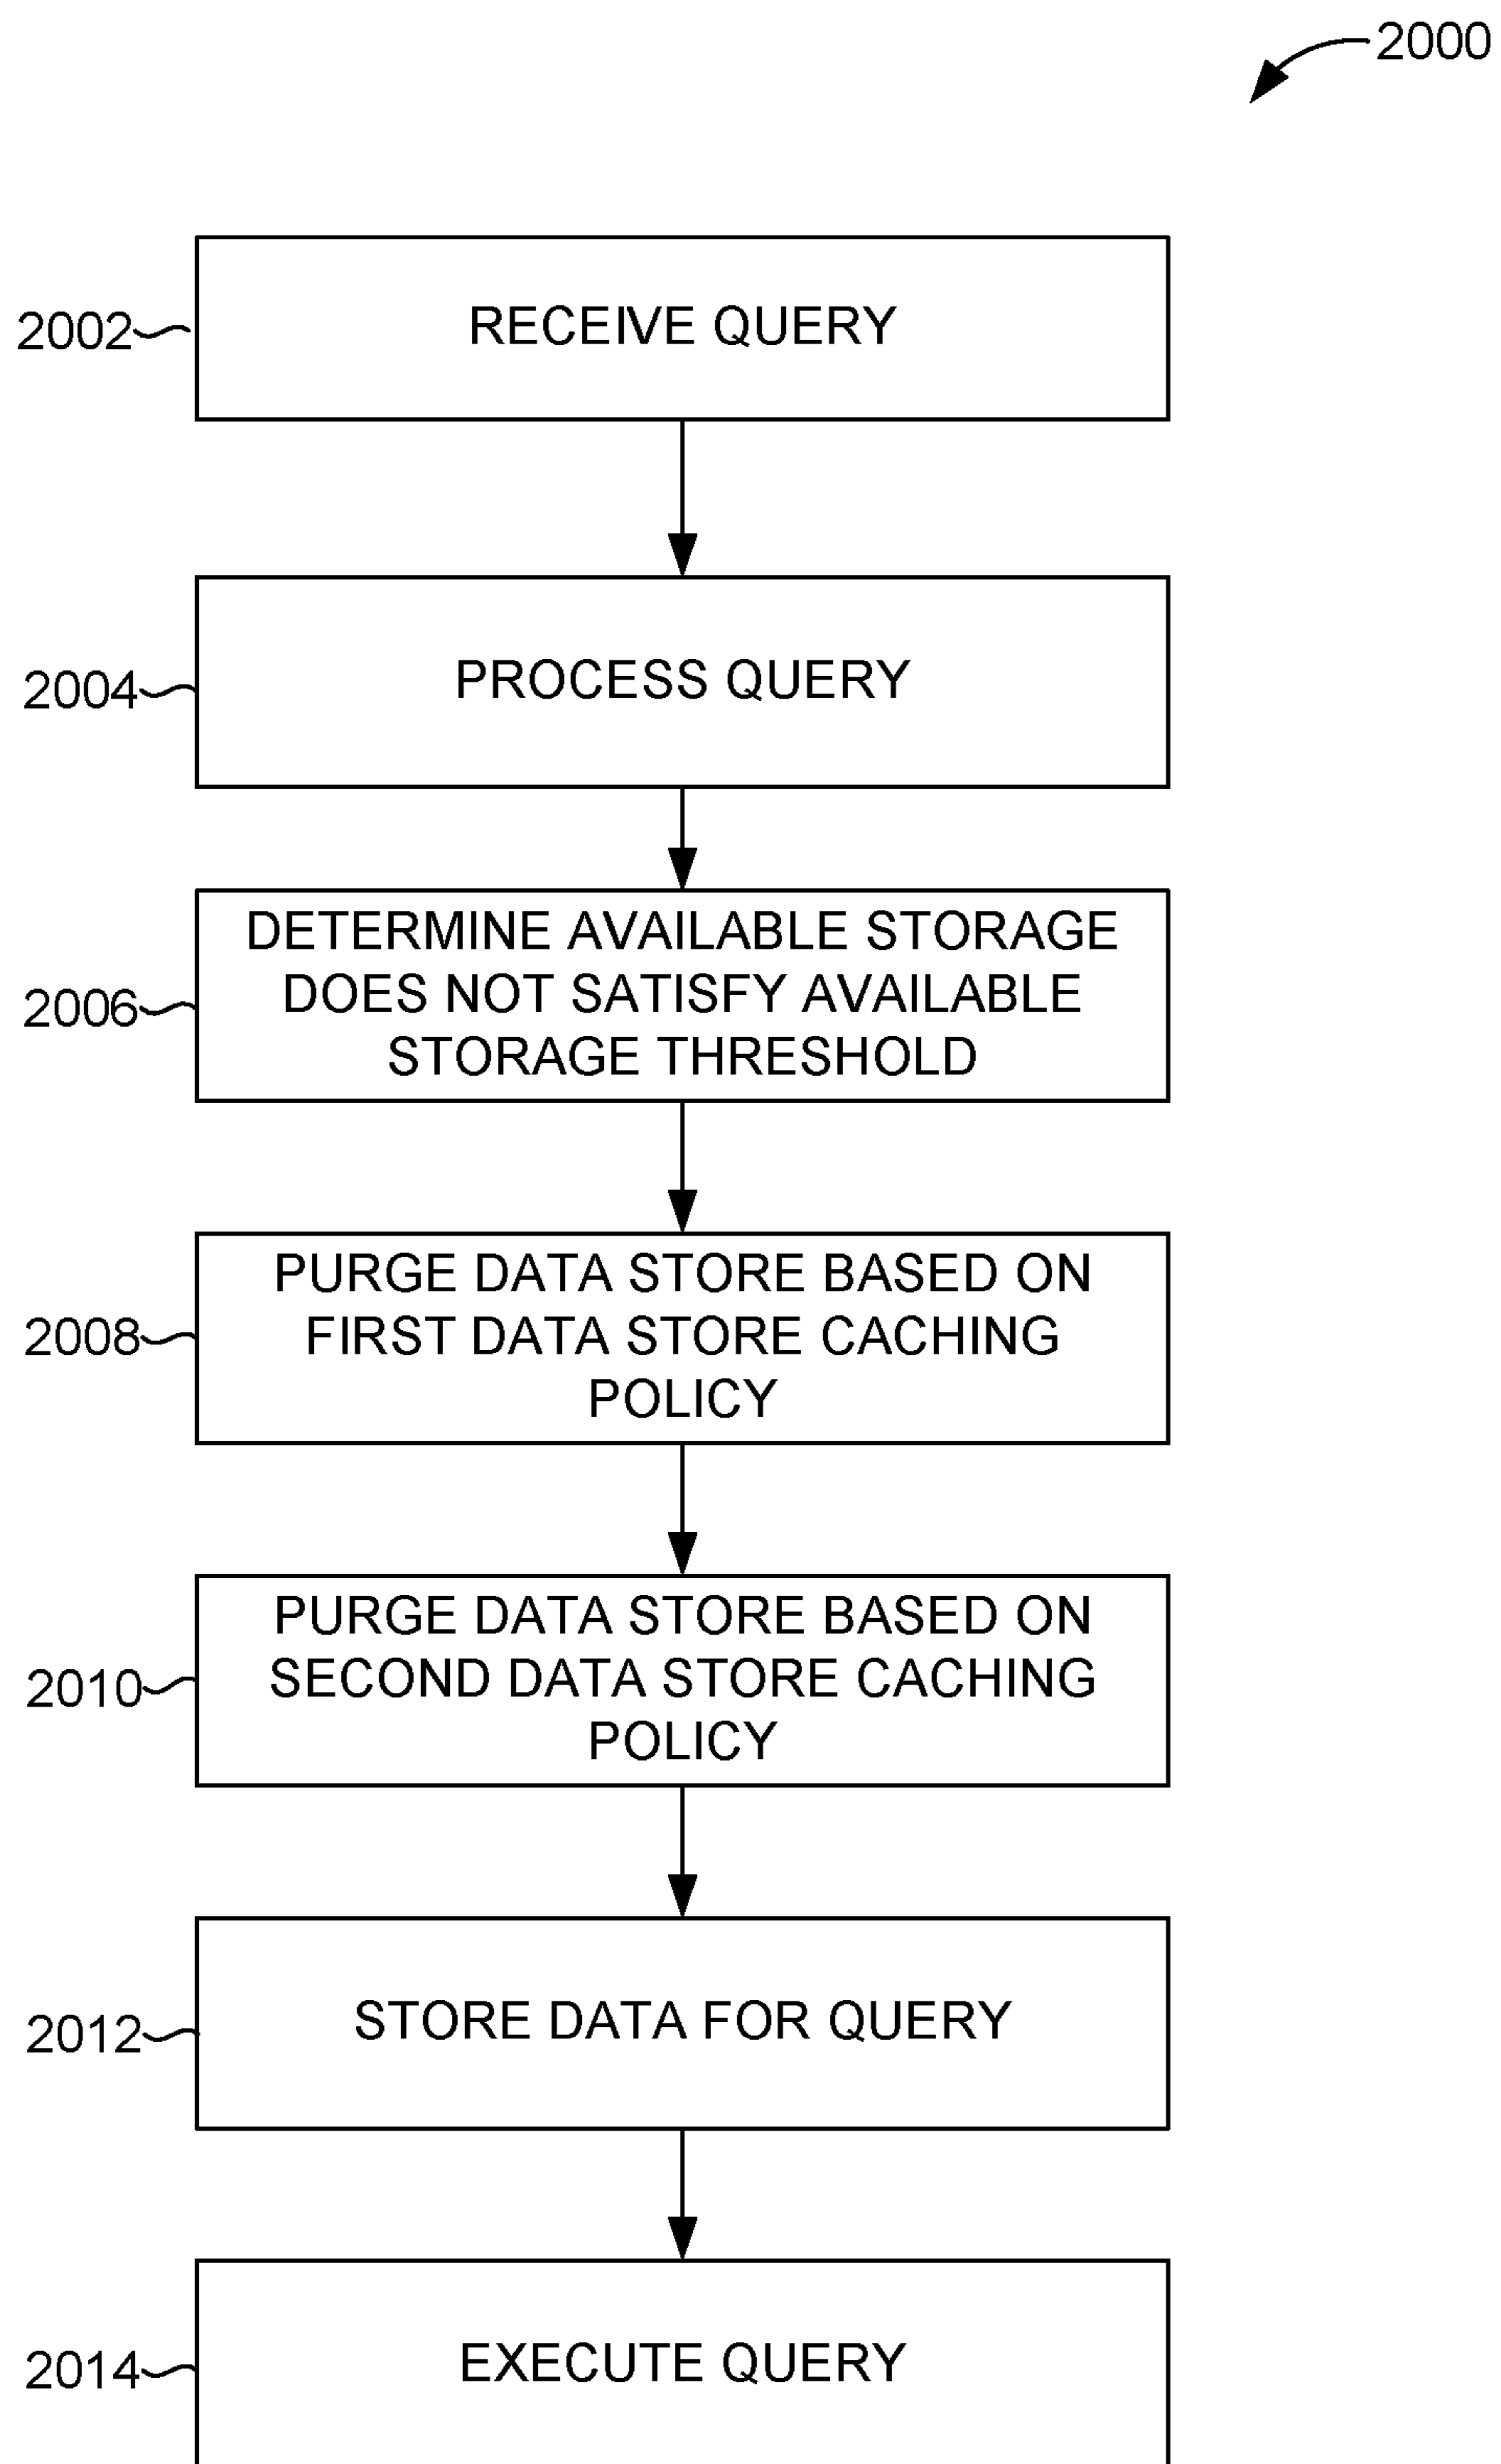 2000
2002
RECEIVE QUERY
2004
PROCESS QUERY
2006
DETERMINE AVAILABLE STORAGE
DOES NOT SATISFY AVAILABLE
STORAGE THRESHOLD
2008
PURGE DATA STORE BASED ON
FIRST DATA STORE CACHING
POLICY
2010
PURGE DATA STORE BASED ON
SECOND DATA STORE CACHING
POLICY
2012
STORE DATA FOR QUERY
2014
EXECUTE QUERY